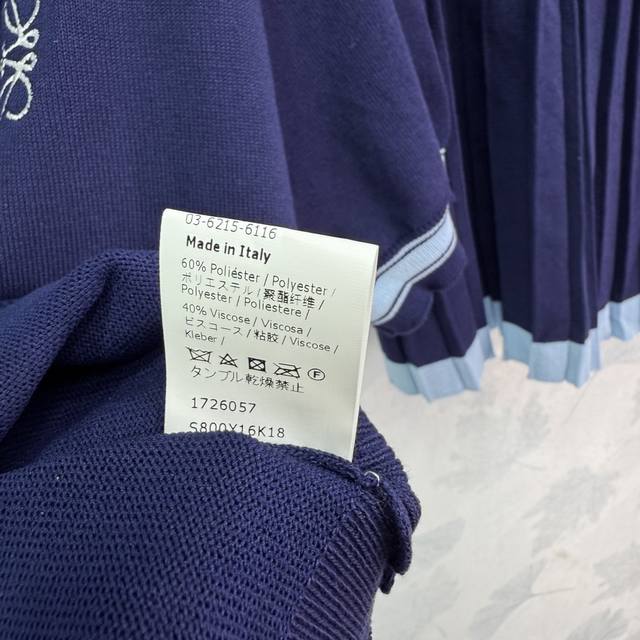 03-6215-6116
Made in Italy
60% Poliéster / Polyester /
ポリエステル / 聚酯纤维
Polyester / Poliestere /
40% Viscose / Viscosa /
ビスコース / 粘胶 / Viscose /
Kleber /
タンブル乾燥禁止
1726057
S800X16K18